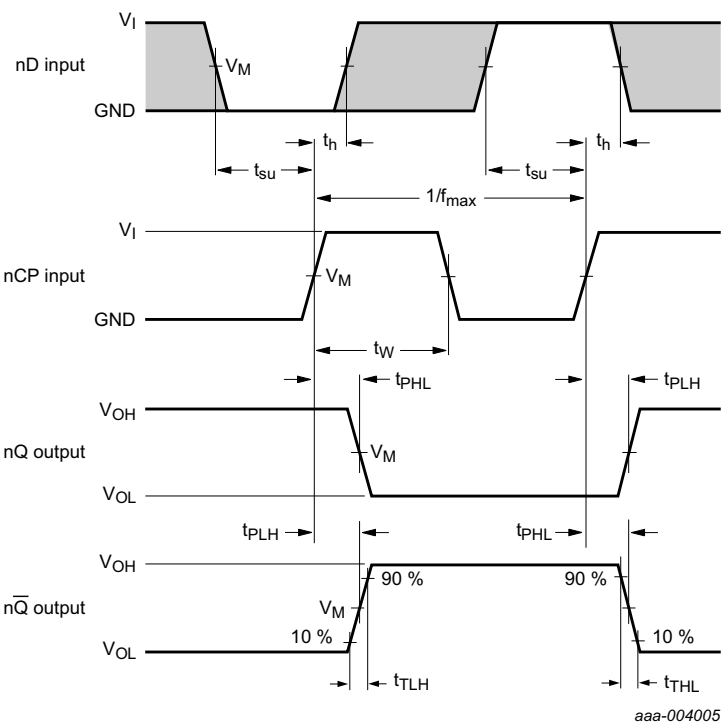 V_I
nD input
V_M
GND
t_h
t_h
t_su
t_su
1/f_max
V_I
nCP input
V_M
GND
t_W
t_PHL
t_PLH
V_OH
nQ output
V_M
V_OL
t_PLH
t_PHL
V_OH
90 %
90 %
nQ̅ output
V_M
10 %
10 %
V_OL
t_TLH
t_THL
aaa-004005